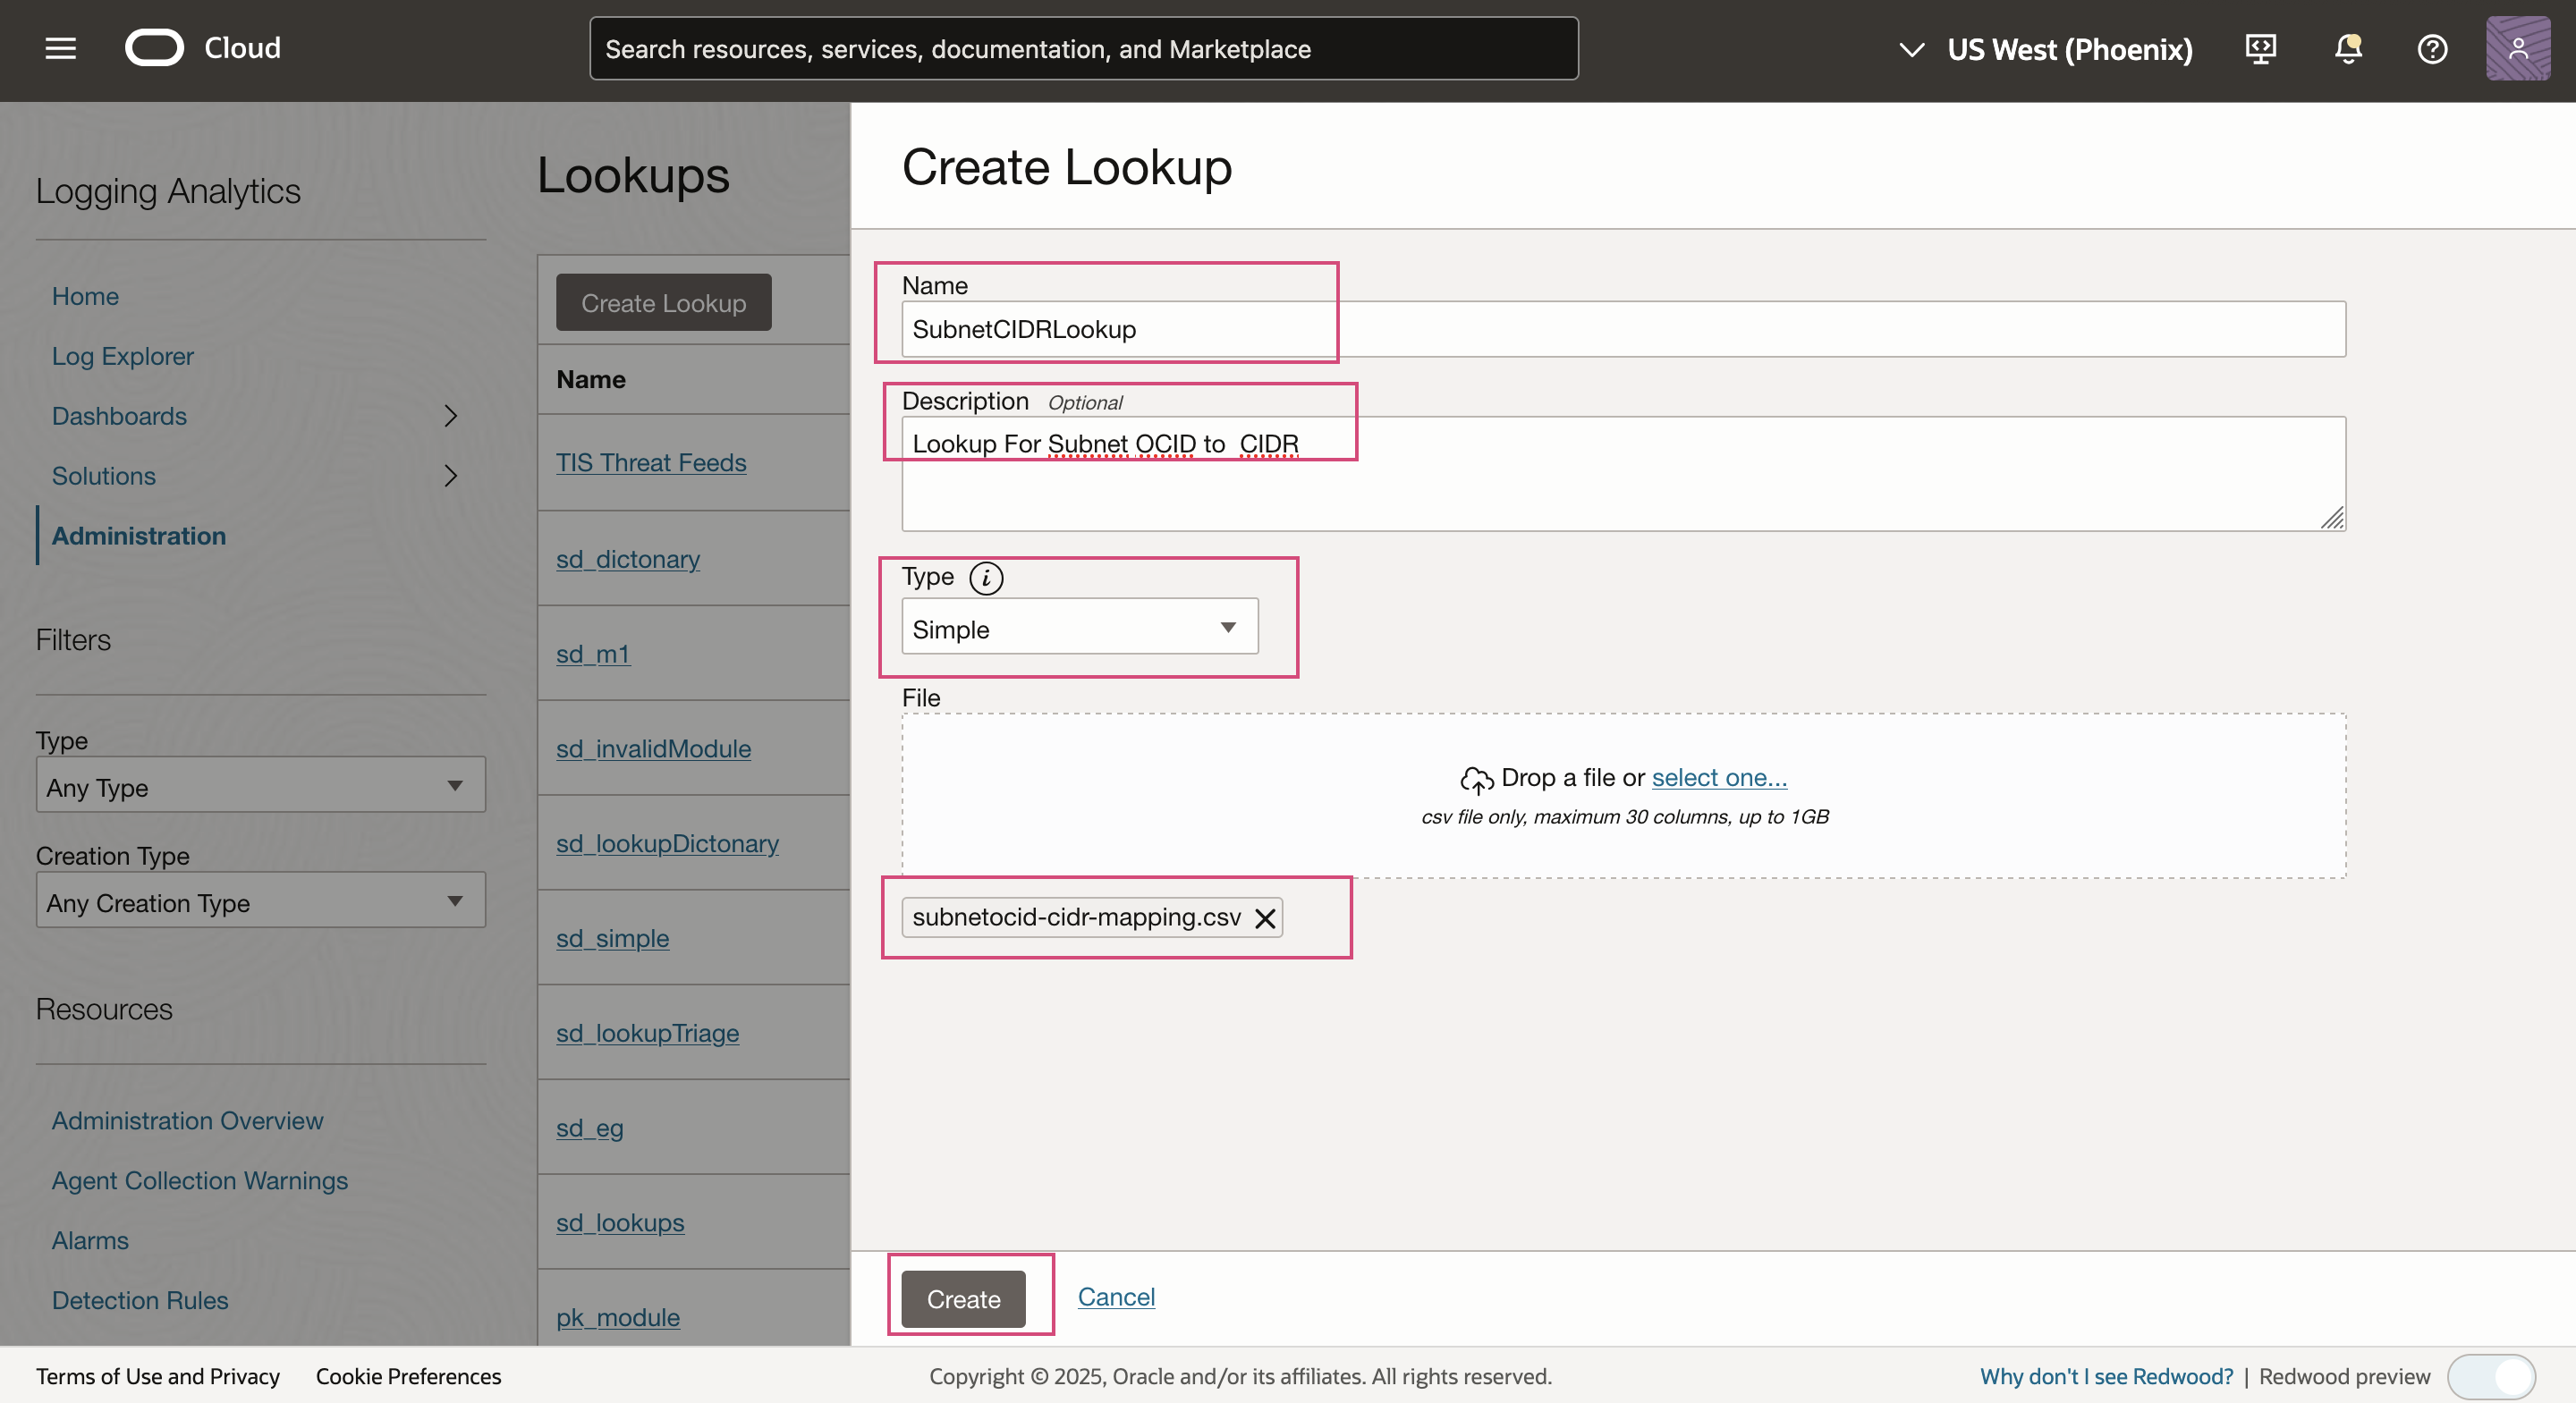 Cloud
Search resources, services, documentation, and Marketplace
US West (Phoenix)
Logging Analytics
Home
Log Explorer
Dashboards
Solutions
Administration
Filters
Type
Any Type
Creation Type
Any Creation Type
Resources
Administration Overview
Agent Collection Warnings
Alarms
Detection Rules
Lookups
Create Lookup
Name
TIS Threat Feeds
sd_dictonary
sd_m1
sd_invalidModule
sd_lookupDictonary
sd_simple
sd_lookupTriage
sd_eg
sd_lookups
pk_module
Create Lookup
Name
SubnetCIDRLookup
Description Optional
Lookup For Subnet OCID to  CIDR
Type i
Simple
File
Drop a file or select one...
csv file only, maximum 30 columns, up to 1GB
subnetocid-cidr-mapping.csv
Create Cancel
Terms of Use and Privacy Cookie Preferences Copyright © 2025, Oracle and/or its affiliates. All rights reserved. Why don't I see Redwood? | Redwood preview